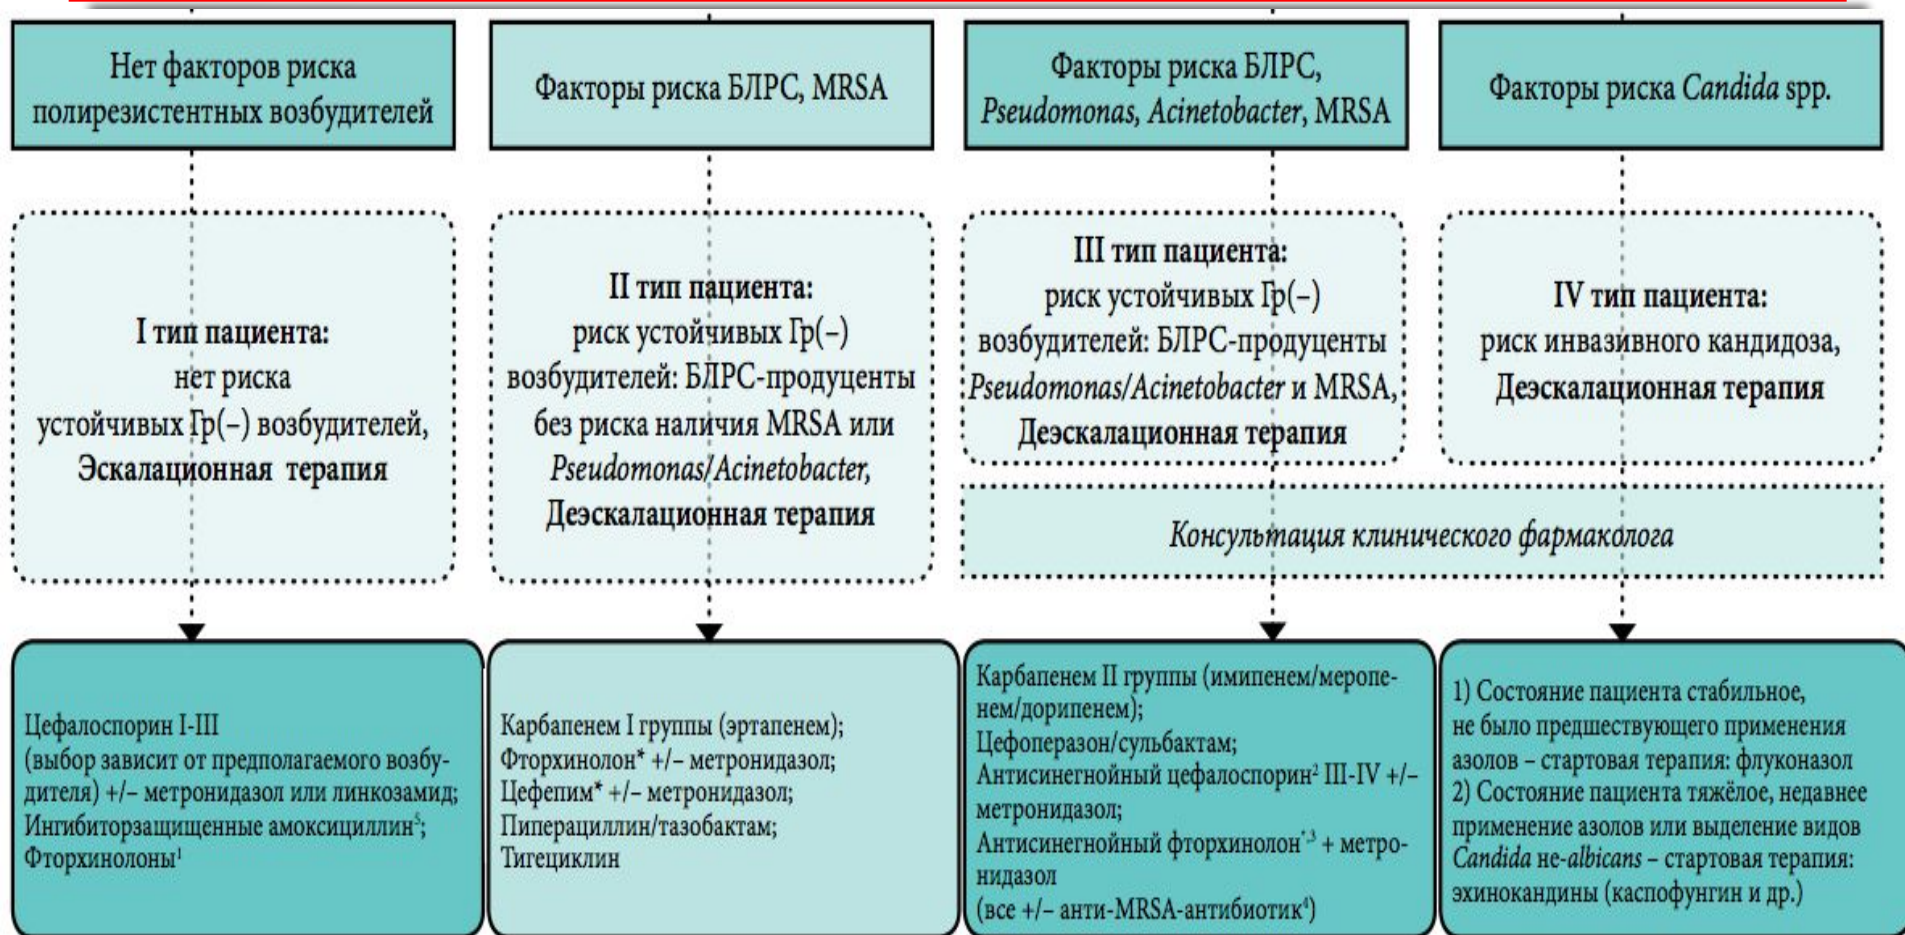 Нет факторов риска
полирезистентных возбудителей
Факторы риска БЛРС, MRSA
Факторы риска БЛРС,
Pseudomonas, Acinetobacter, MRSA
Факторы риска Candida spp.
I тип пациента:
нет риска
устойчивых Гр(–) возбудителей,
Эскалационная терапия
II тип пациента:
риск устойчивых Гр(–)
возбудителей: БЛРС-продуценты
без риска наличия MRSA или
Pseudomonas/Acinetobacter,
Деэскалационная терапия
III тип пациента:
риск устойчивых Гр(–)
возбудителей: БЛРС-продуценты
Pseudomonas/Acinetobacter и MRSA,
Деэскалационная терапия
IV тип пациента:
риск инвазивного кандидоза,
Деэскалационная терапия
Консультация клинического фармаколога
Цефалоспорин I-III
(выбор зависит от предполагаемого возбу-
дителя) +/– метронидазол или линкозамид;
Ингибиторзащищенные амоксициллин⁵;
Фторхинолоны¹
Карбапенем I группы (эртапенем);
Фторхинолон* +/– метронидазол;
Цефепим* +/– метронидазол;
Пиперациллин/тазобактам;
Тигециклин
Карбапенем II группы (имипенем/меропе-
нем/дорипенем);
Цефоперазон/сульбактам;
Антисинегнойный цефалоспорин² III-IV +/–
метронидазол;
Антисинегнойный фторхинолон*,³ + метро-
нидазол
(все +/– анти-MRSA-антибиотик⁴)
1) Состояние пациента стабильное,
не было предшествующего применения
азолов – стартовая терапия: флуконазол
2) Состояние пациента тяжёлое, недавнее
применение азолов или выделение видов
Candida не-albicans – стартовая терапия:
эхинокандины (каспофунгин и др.)